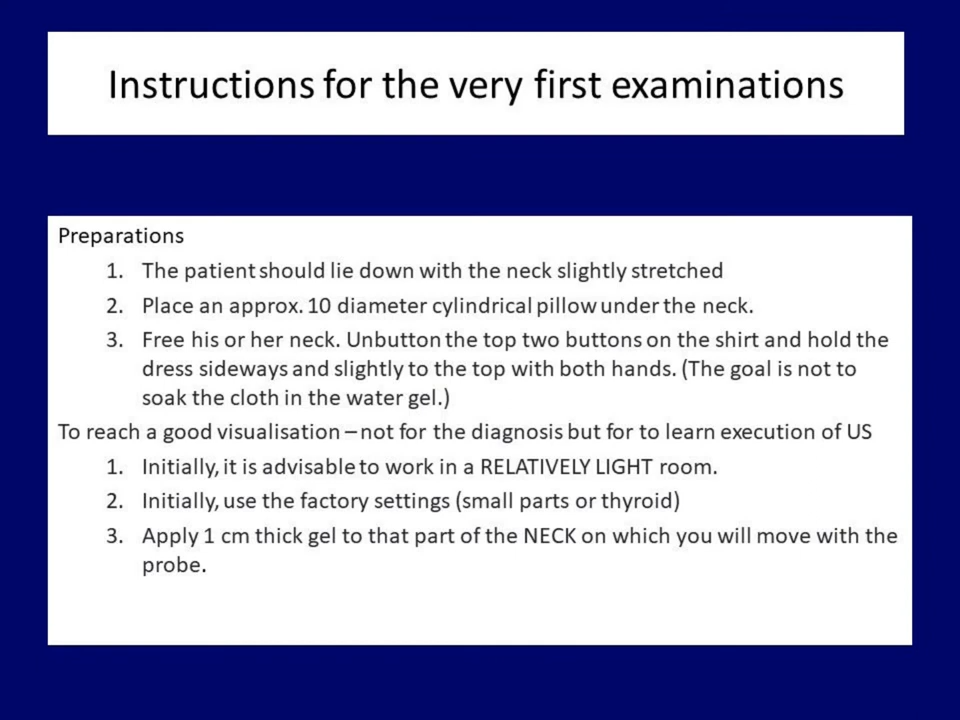 Instructions for the very first examinations
Preparations
1. The patient should lie down with the neck slightly stretched
2. Place an approx. 10 diameter cylindrical pillow under the neck.
3. Free his or her neck. Unbutton the top two buttons on the shirt and hold the
dress sideways and slightly to the top with both hands. (The goal is not to
soak the cloth in the water gel.)
To reach a good visualisation – not for the diagnosis but for to learn execution of US
1. Initially, it is advisable to work in a RELATIVELY LIGHT room.
2. Initially, use the factory settings (small parts or thyroid)
3. Apply 1 cm thick gel to that part of the NECK on which you will move with the
probe.